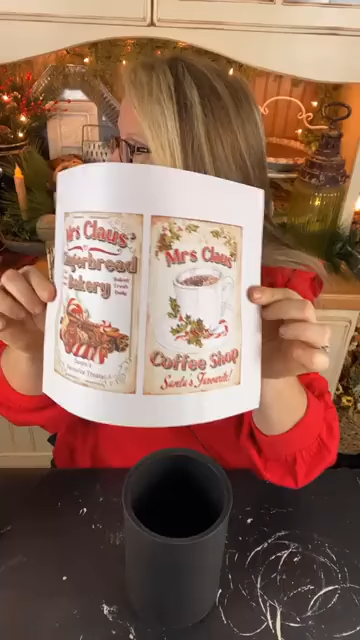 Mrs Claus'
Gingerbread
Bakery
Mrs Claus'
Coffee Shop
Santa's Favourite!